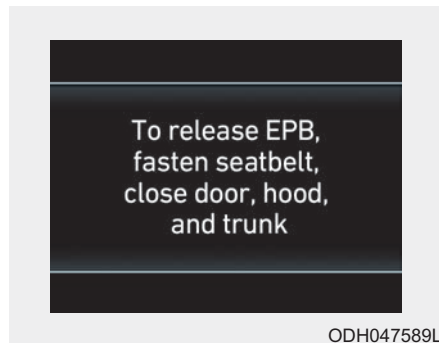 To release EPB,
fasten seatbelt,
close door, hood,
and trunk
ODH047589L